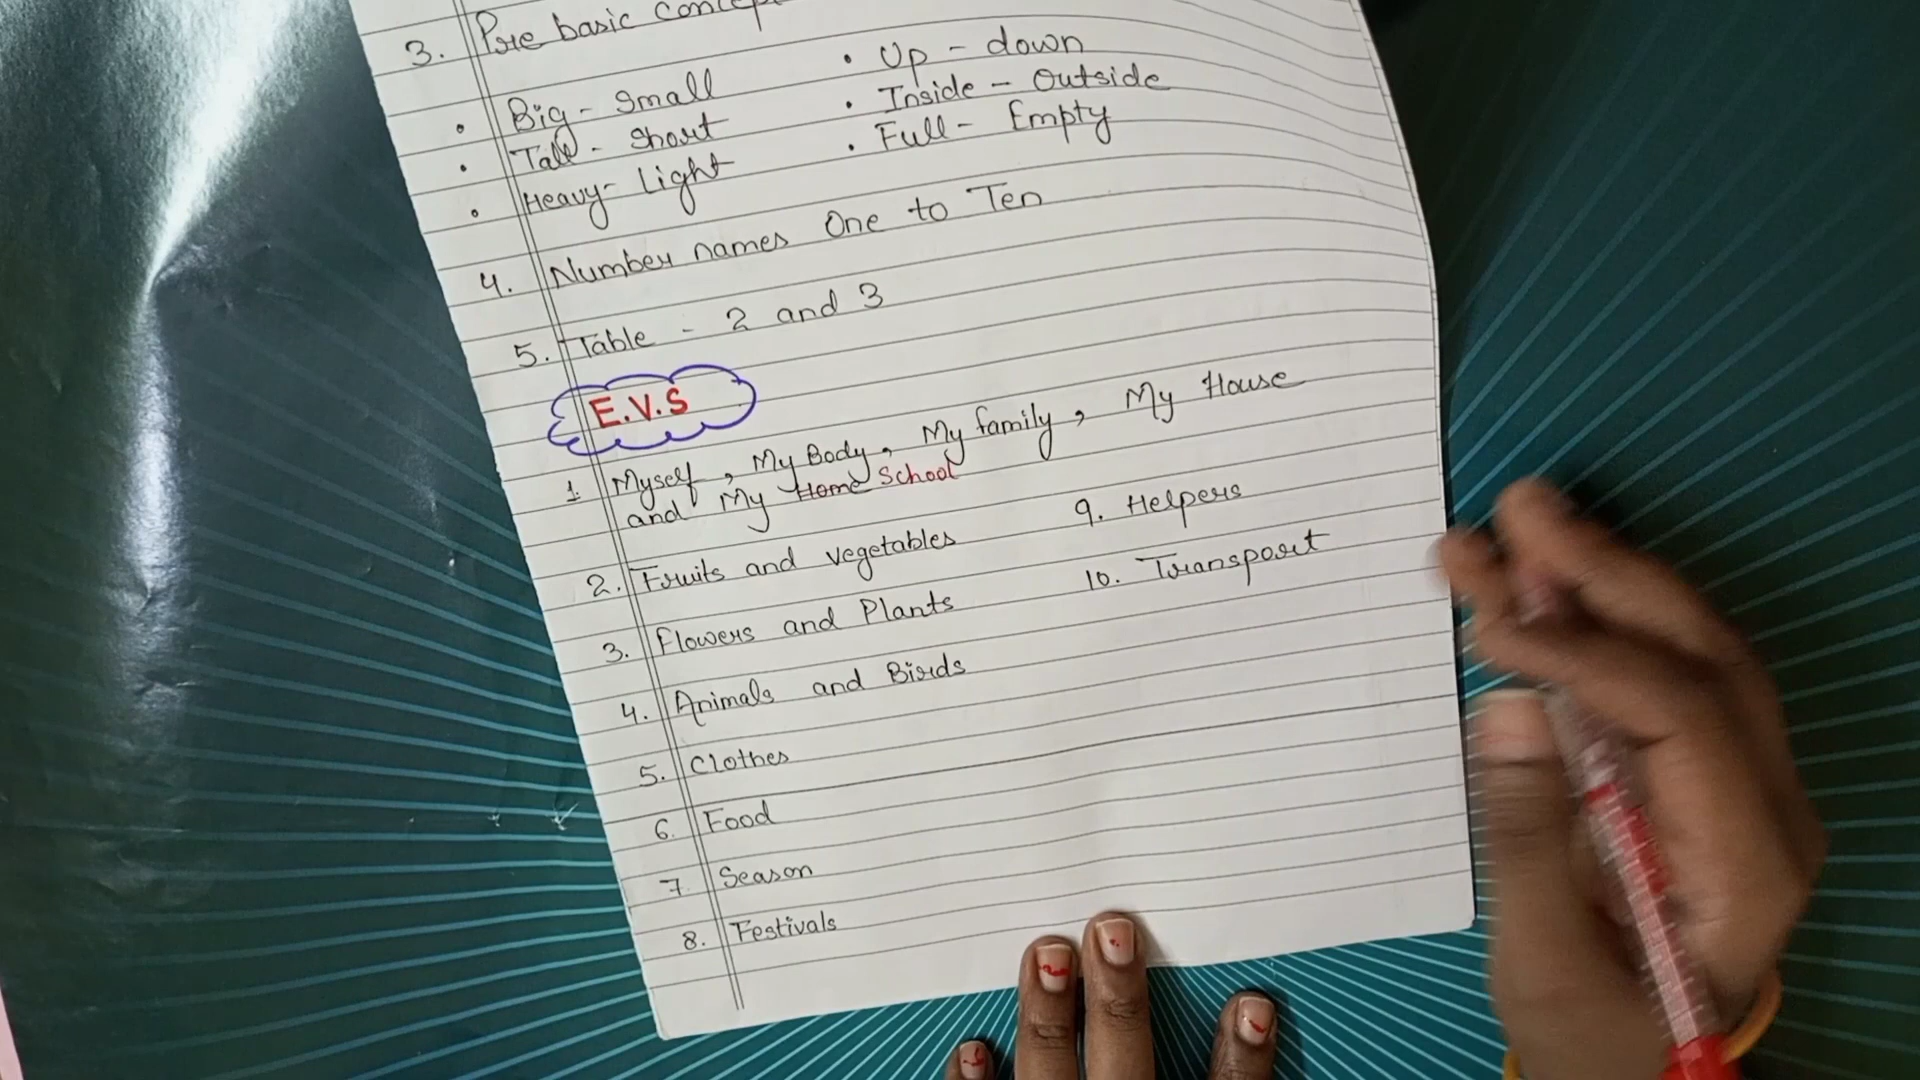 3. Pre basic concep
• Big - Small
• Tall - Short
• Heavy - Light
• Up - down
• Inside - Outside
• Full - Empty
4. Number names One to Ten
5. Table - 2 and 3
E.V.S
1. Myself, My Body, My family, My House
and My Home School
2. Fruits and vegetables
3. Flowers and Plants
4. Animals and Birds
5. Clothes
6. Food
7. Season
8. Festivals
9. Helpers
10. Transport